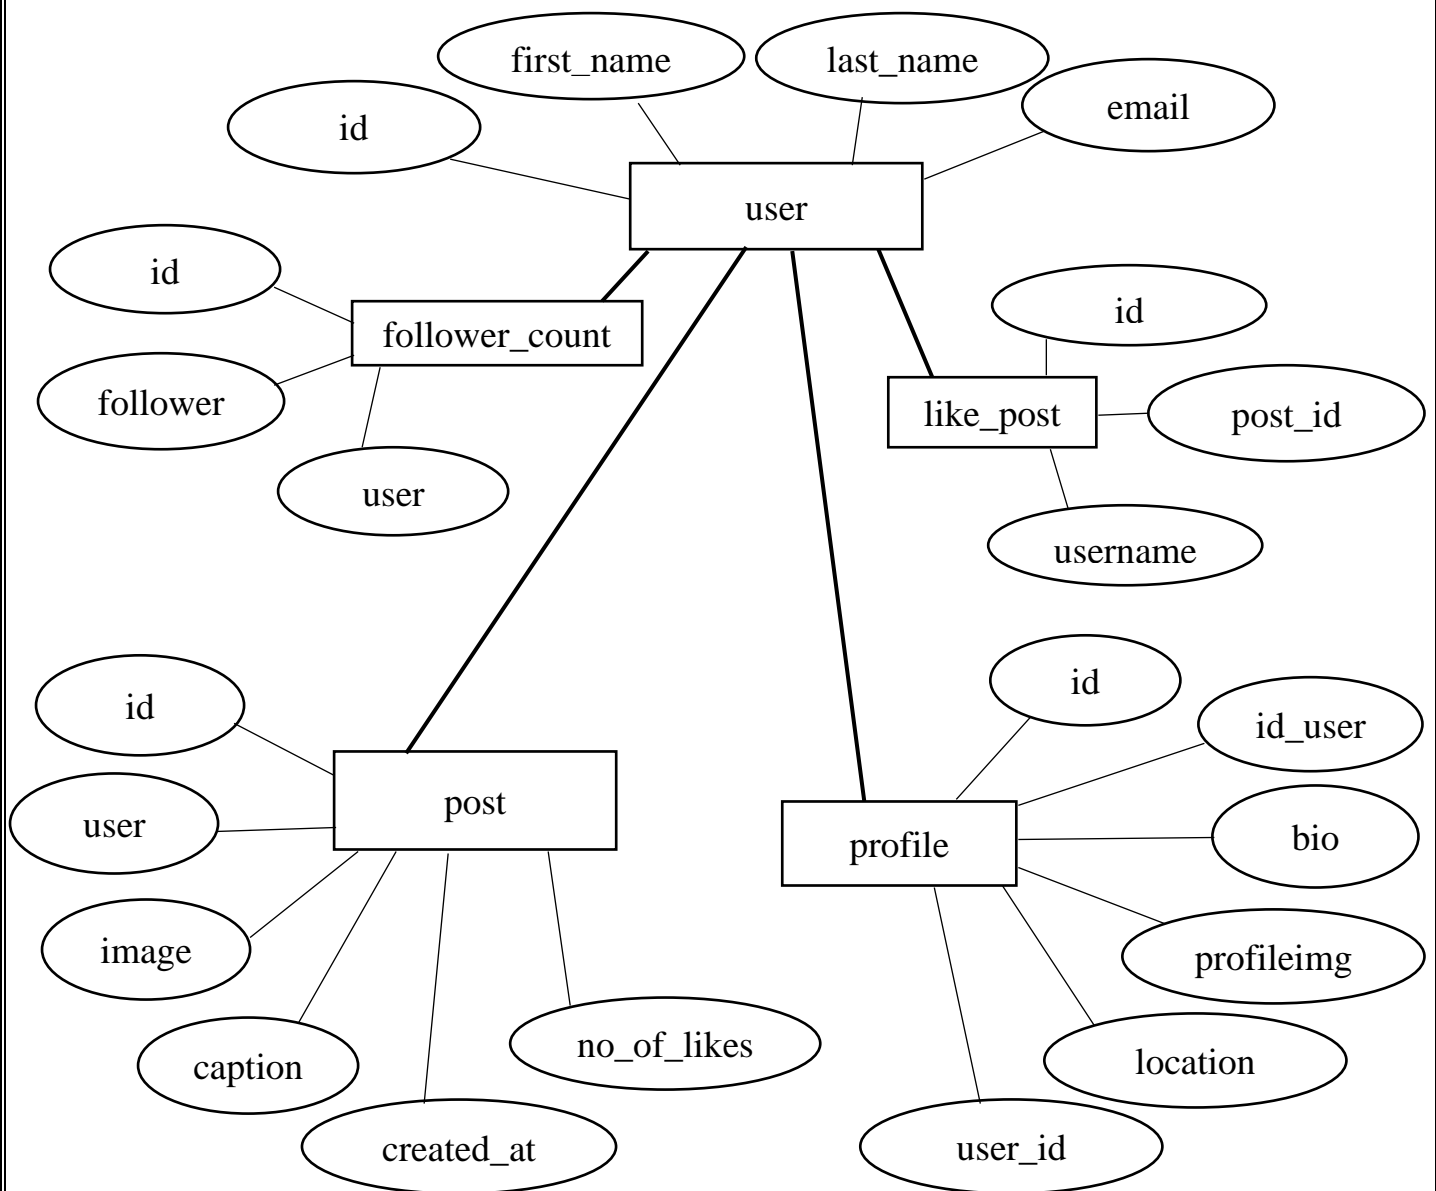 first_name
last_name
email
id
user
id
follower_count
follower
user
id
like_post
post_id
username
id
user
post
image
caption
created_at
no_of_likes
id
id_user
profile
bio
profileimg
location
user_id